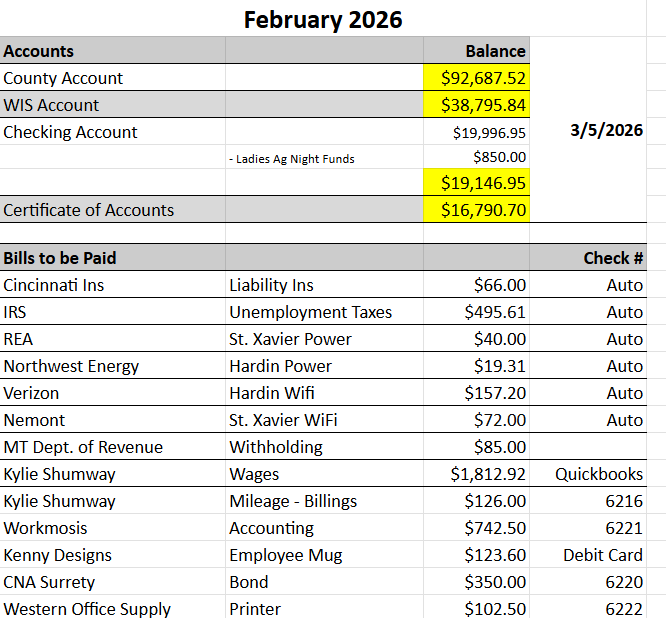 February 2026
Accounts Balance
County Account $92,687.52
WIS Account $38,795.84
Checking Account $19,996.95 3/5/2026
- Ladies Ag Night Funds $850.00
$19,146.95
Certificate of Accounts $16,790.70
Bills to be Paid Check #
Cincinnati Ins Liability Ins $66.00 Auto
IRS Unemployment Taxes $495.61 Auto
REA St. Xavier Power $40.00 Auto
Northwest Energy Hardin Power $19.31 Auto
Verizon Hardin Wifi $157.20 Auto
Nemont St. Xavier WiFi $72.00 Auto
MT Dept. of Revenue Withholding $85.00
Kylie Shumway Wages $1,812.92 Quickbooks
Kylie Shumway Mileage - Billings $126.00 6216
Workmosis Accounting $742.50 6221
Kenny Designs Employee Mug $123.60 Debit Card
CNA Surrety Bond $350.00 6220
Western Office Supply Printer $102.50 6222